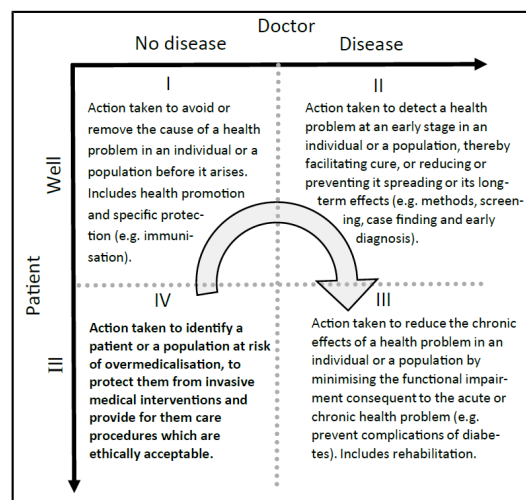 Doctor
No disease
Disease
Patient
Well
Ill
I
Action taken to avoid or
remove the cause of a health
problem in an individual or a
population before it arises.
Includes health promotion
and specific protec-
tion (e.g. immuni-
sation).
II
Action taken to detect a health
problem at an early stage in an
individual or a population, thereby
facilitating cure, or reducing or
preventing it spreading or its long-
term effects (e.g. methods, screen-
ing, case finding and early
diagnosis).
IV
Action taken to identify a
patient or a population at risk
of overmedicalisation, to
protect them from invasive
medical interventions and
provide for them care
procedures which are
ethically acceptable.
III
Action taken to reduce the chronic
effects of a health problem in an
individual or a population by
minimising the functional impair-
ment consequent to the acute or
chronic health problem (e.g.
prevent complications of diabe-
tes). Includes rehabilitation.